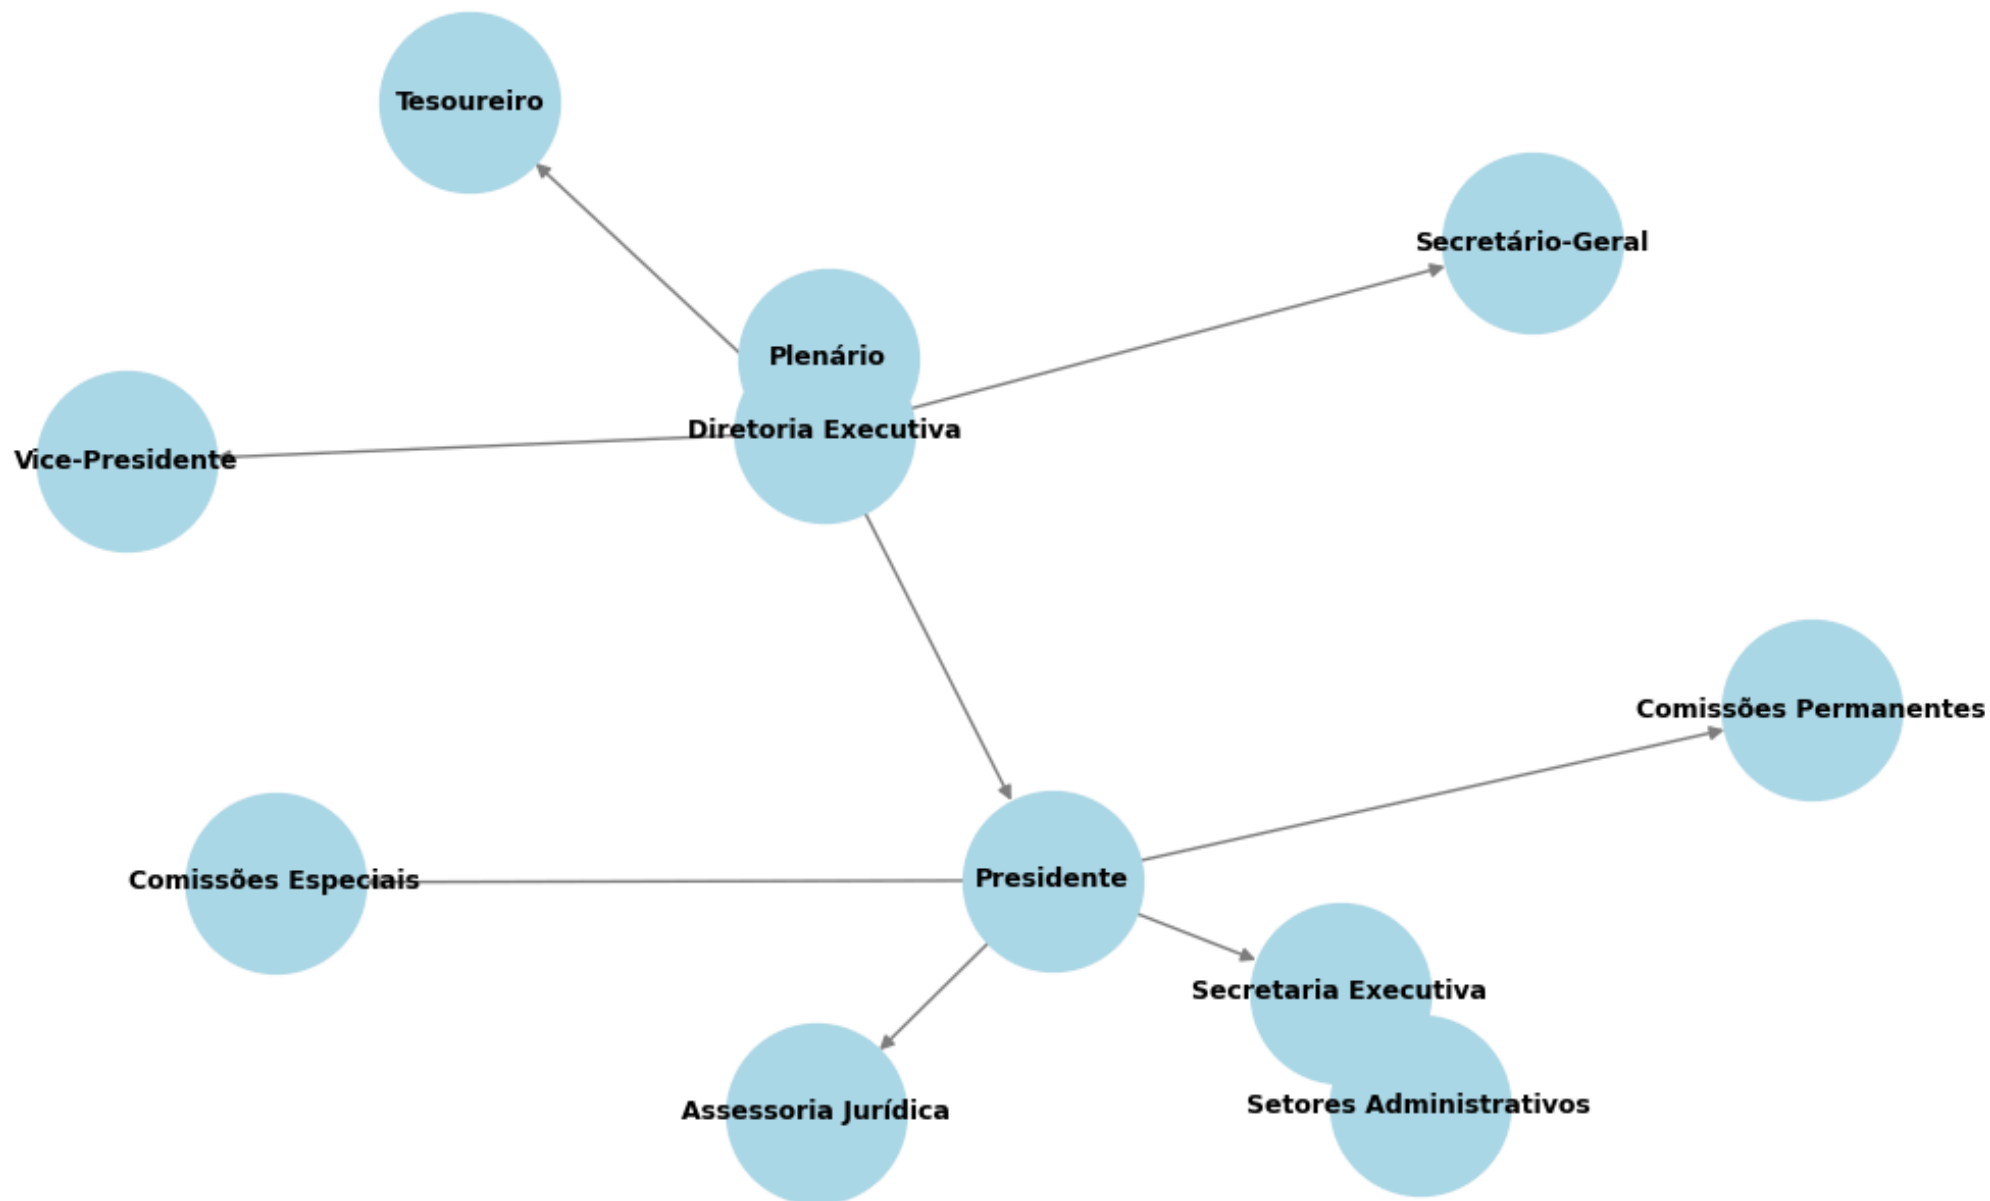 Tesoureiro
Secretário-Geral
Plenário
Diretoria Executiva
Vice-Presidente
Comissões Permanentes
Presidente
Comissões Especiais
Secretaria Executiva
Setores Administrativos
Assessoria Jurídica